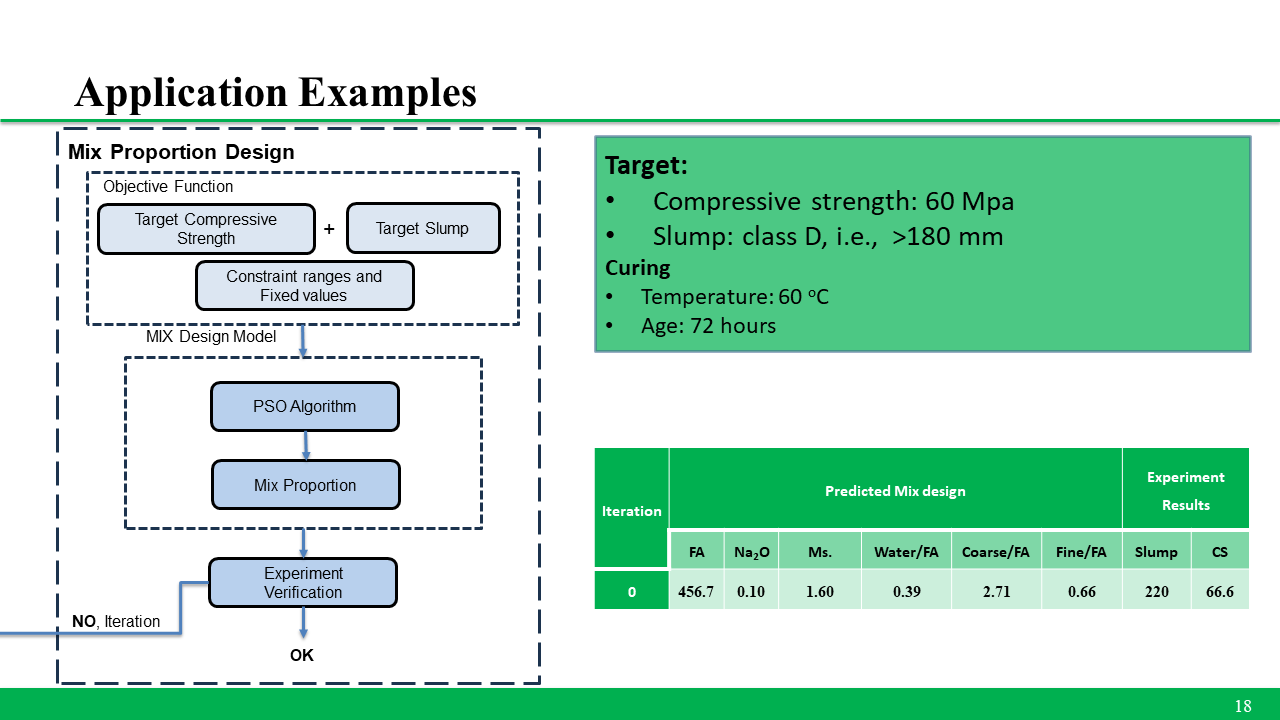 Application Examples
Mix Proportion Design
Objective Function
Target Compressive
Strength
+
Target Slump
Constraint ranges and
Fixed values
MIX Design Model
PSO Algorithm
Mix Proportion
Experiment
Verification
NO, Iteration
OK
Target:
• Compressive strength: 60 Mpa
• Slump: class D, i.e., >180 mm
Curing
• Temperature: 60 ᵒC
• Age: 72 hours
Iteration
Predicted Mix design
Experiment
Results
FA Na₂O Ms. Water/FA Coarse/FA Fine/FA Slump CS
0 456.7 0.10 1.60 0.39 2.71 0.66 220 66.6
18